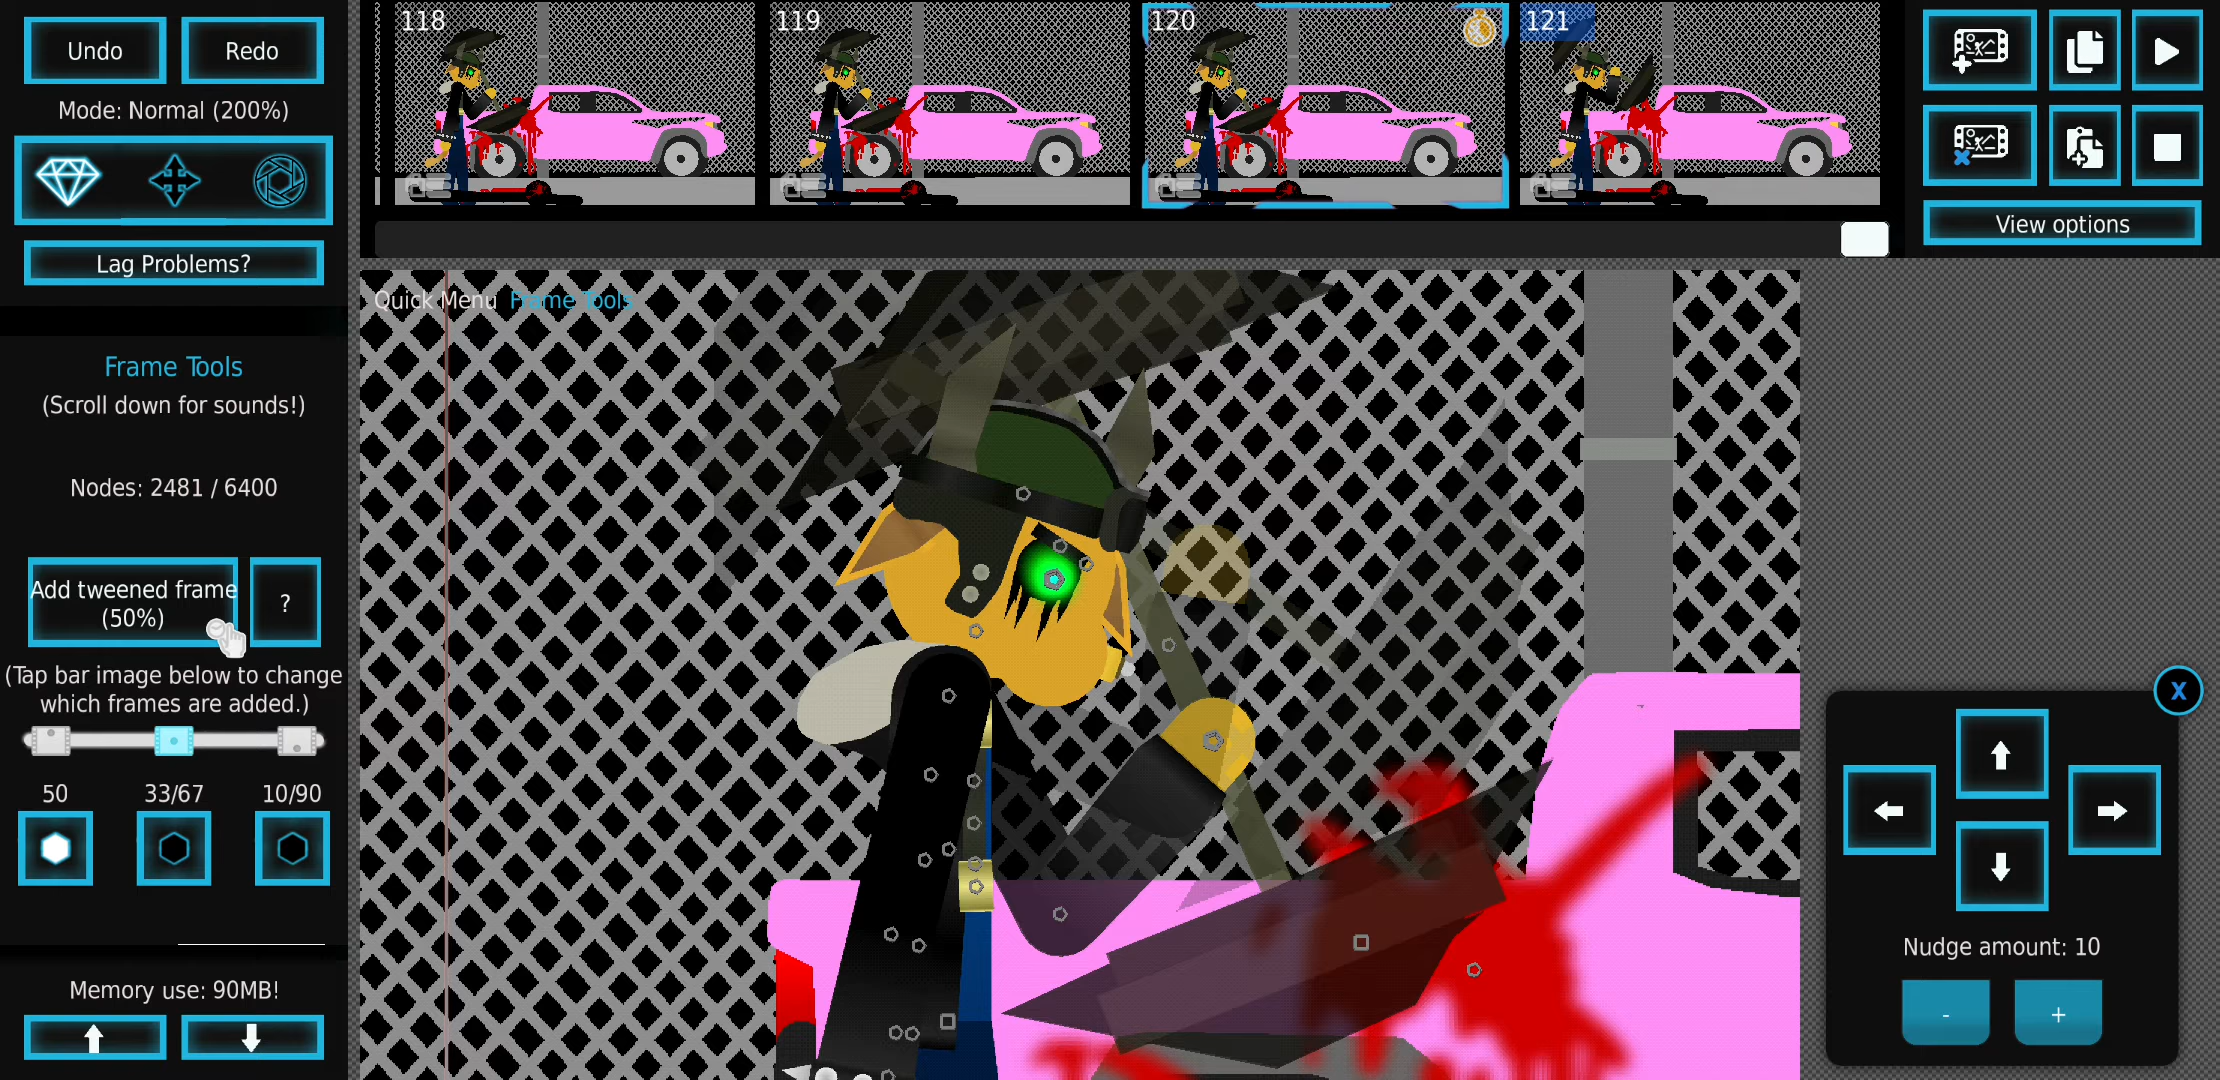 Undo
Redo
Mode: Normal (200%)
Lag Problems?
118
119
120
121
View options
Quick Menu Frame Tools
Frame Tools
(Scroll down for sounds!)
Nodes: 2481 / 6400
Add tweened frame
(50%)
?
(Tap bar image below to change
which frames are added.)
50
33/67
10/90
Memory use: 90MB!
X
Nudge amount: 10
-
+